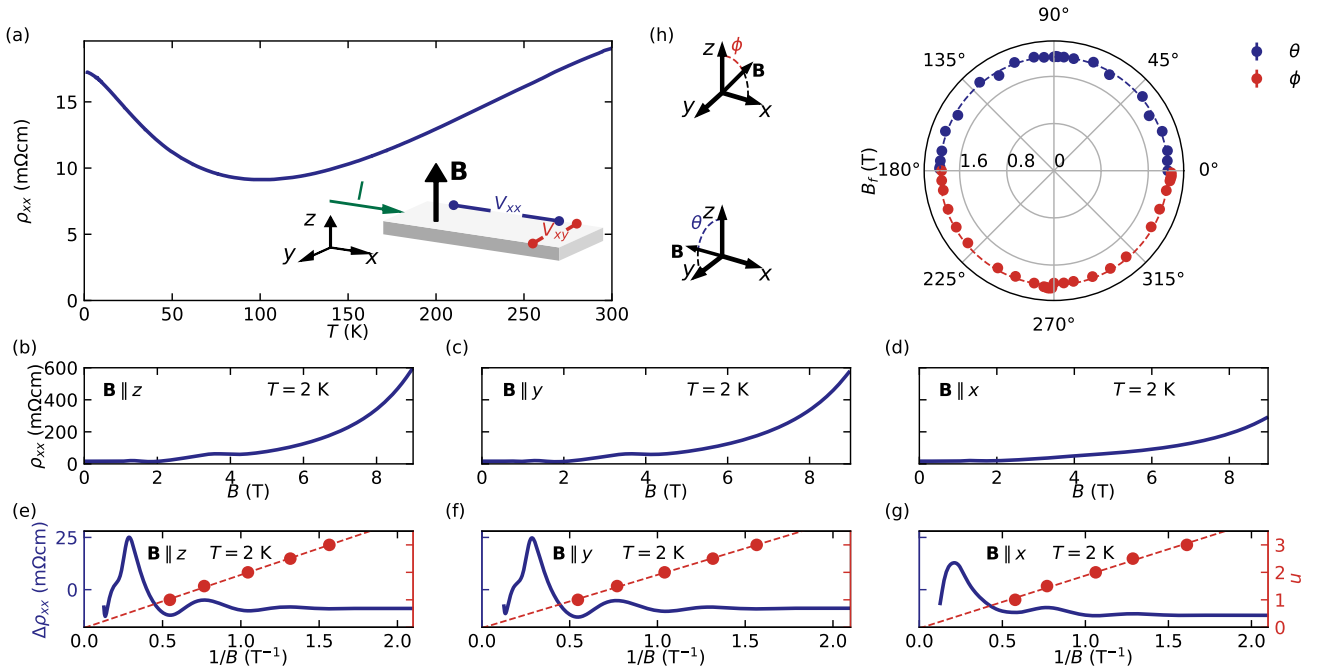 (a)
ρxx (mΩcm)
15
10
5
0
0 50 100 150 200 250 300
T (K)
I
B
Vxx
Vxy
z
y
x
(h)
z
ϕ
B
y
x
z
θ
B
y
x
90°
135° 45°
180° 0°
225° 315°
270°
Bf (T)
1.6 0.8 0
θ
ϕ
(b)
ρxx (mΩcm)
600
400
200
0
B ∥ z T = 2 K
0 2 4 6 8
B (T)
(c)
B ∥ y T = 2 K
0 2 4 6 8
B (T)
(d)
B ∥ x T = 2 K
0 2 4 6 8
B (T)
(e)
Δρxx (mΩcm)
25
0
B ∥ z T = 2 K
0.0 0.5 1.0 1.5 2.0
1/B (T⁻¹)
(f)
B ∥ y T = 2 K
0.0 0.5 1.0 1.5 2.0
1/B (T⁻¹)
(g)
B ∥ x T = 2 K
0.0 0.5 1.0 1.5 2.0
1/B (T⁻¹)
3
2
1
0
n